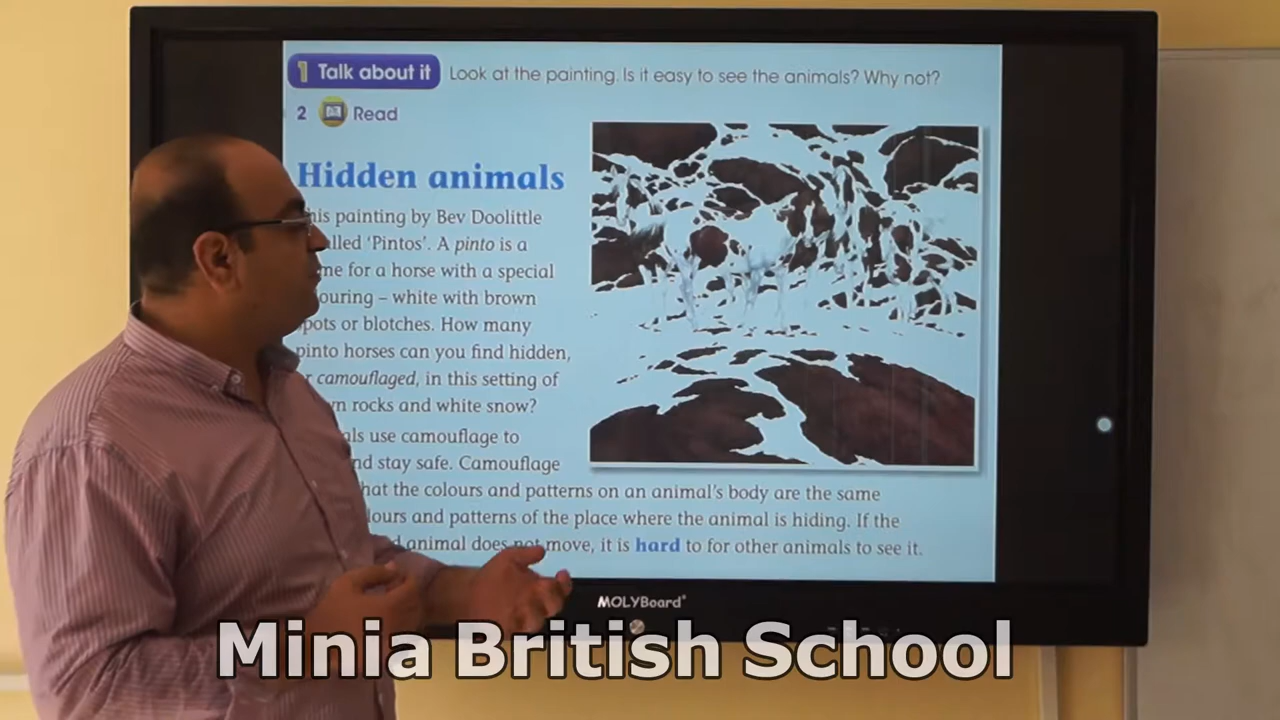 1 Talk about it Look at the painting. Is it easy to see the animals? Why not?
2 Read
Hidden animals
his painting by Bev Doolittle
lled ‘Pintos’. A pinto is a
me for a horse with a special
ouring – white with brown
pots or blotches. How many
pinto horses can you find hidden,
r camouflaged, in this setting of
n rocks and white snow?
als use camouflage to
nd stay safe. Camouflage
hat the colours and patterns on an animal’s body are the same
lours and patterns of the place where the animal is hiding. If the
d animal does not move, it is hard to for other animals to see it.
MOLYBoard
Minia British School